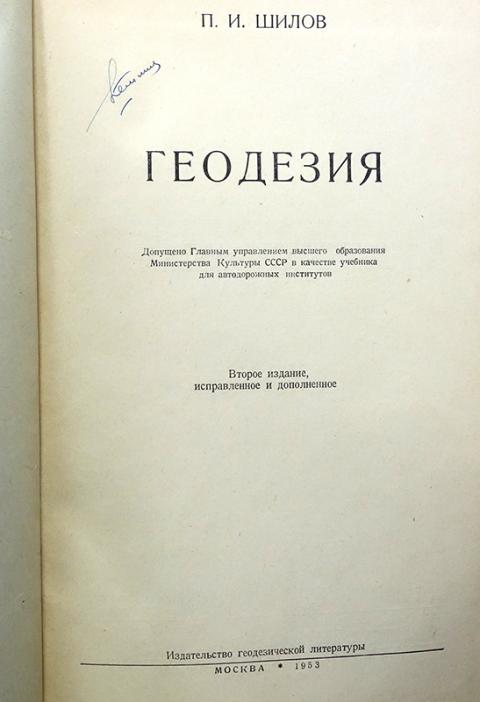 П. И. ШИЛОВ
ГЕОДЕЗИЯ
Допущено Главным управлением высшего образования
Министерства Культуры СССР в качестве учебника
для автодорожных институтов
Второе издание,
исправленное и дополненное
Издательство геодезической литературы
МОСКВА * 1953